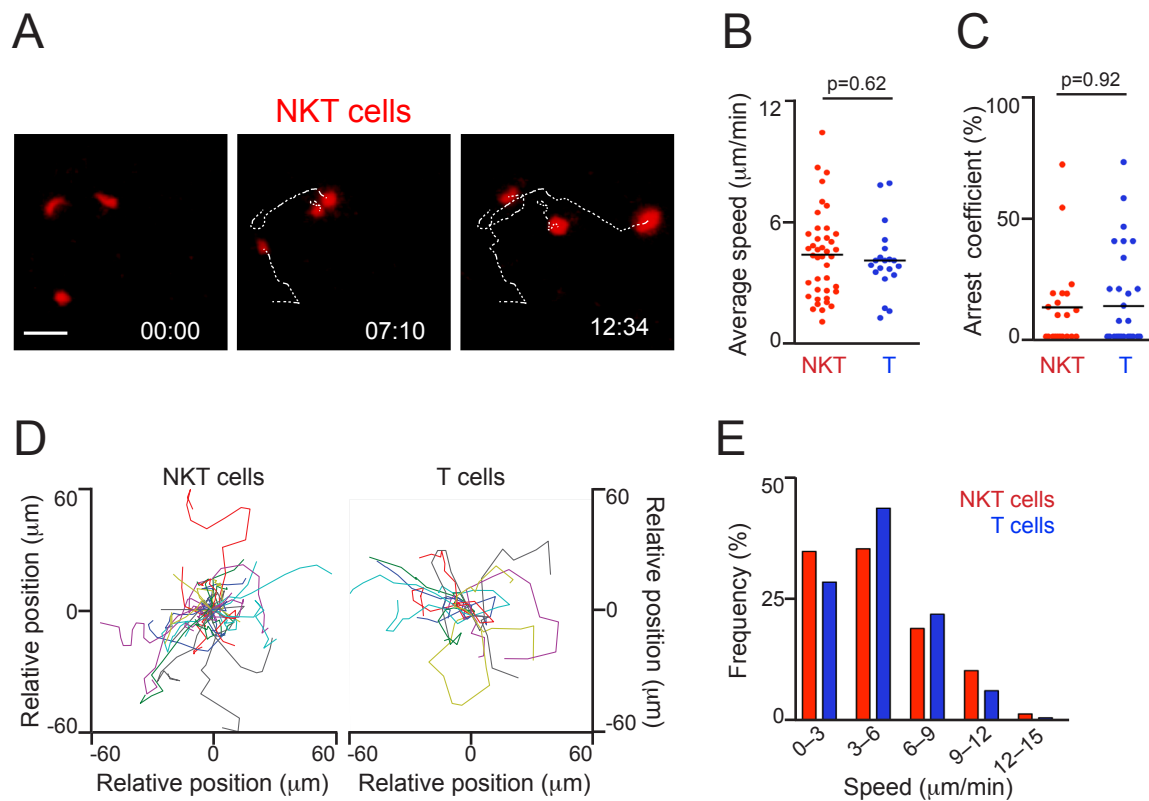 A
NKT cells
00:00
07:10
12:34
B
p=0.62
12
6
0
Average speed (μm/min)
NKT T
C
p=0.92
100
50
0
Arrest coefficient (%)
NKT T
D
NKT cells
T cells
60
0
-60
Relative position (μm)
-60 0 60
Relative position (μm)
-60 0 60
Relative position (μm)
60
0
-60
Relative position (μm)
E
NKT cells
T cells
50
25
0
Frequency (%)
0–3 3–6 6–9 9–12 12–15
Speed (μm/min)